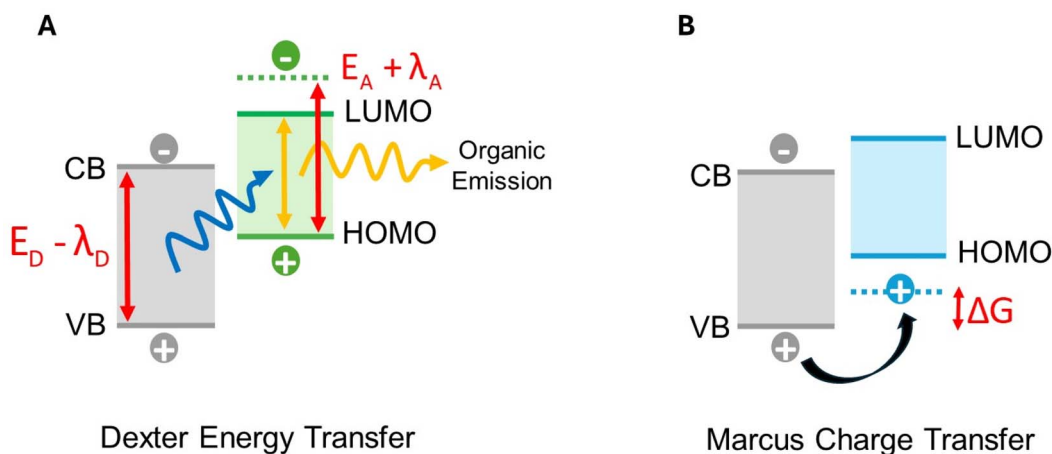 A
-
E_A + λ_A
LUMO
CB
-
Organic
Emission
E_D - λ_D
HOMO
+
VB
+
Dexter Energy Transfer
B
LUMO
-
CB
HOMO
+
ΔG
VB
+
Marcus Charge Transfer